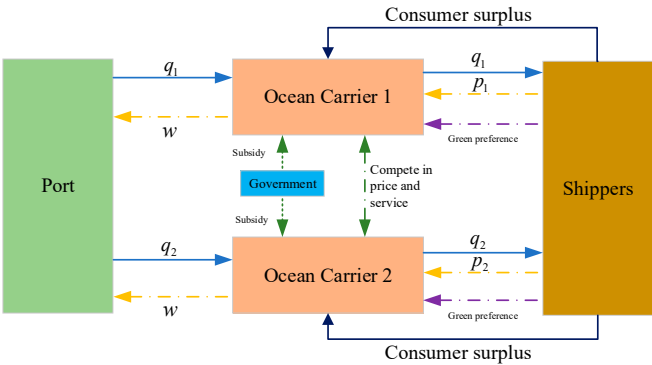 Consumer surplus
q1
q1
Ocean Carrier 1
p1
w
Green preference
Subsidy
Port
Government
Compete in
price and
service
Shippers
Subsidy
q2
q2
Ocean Carrier 2
p2
w
Green preference
Consumer surplus